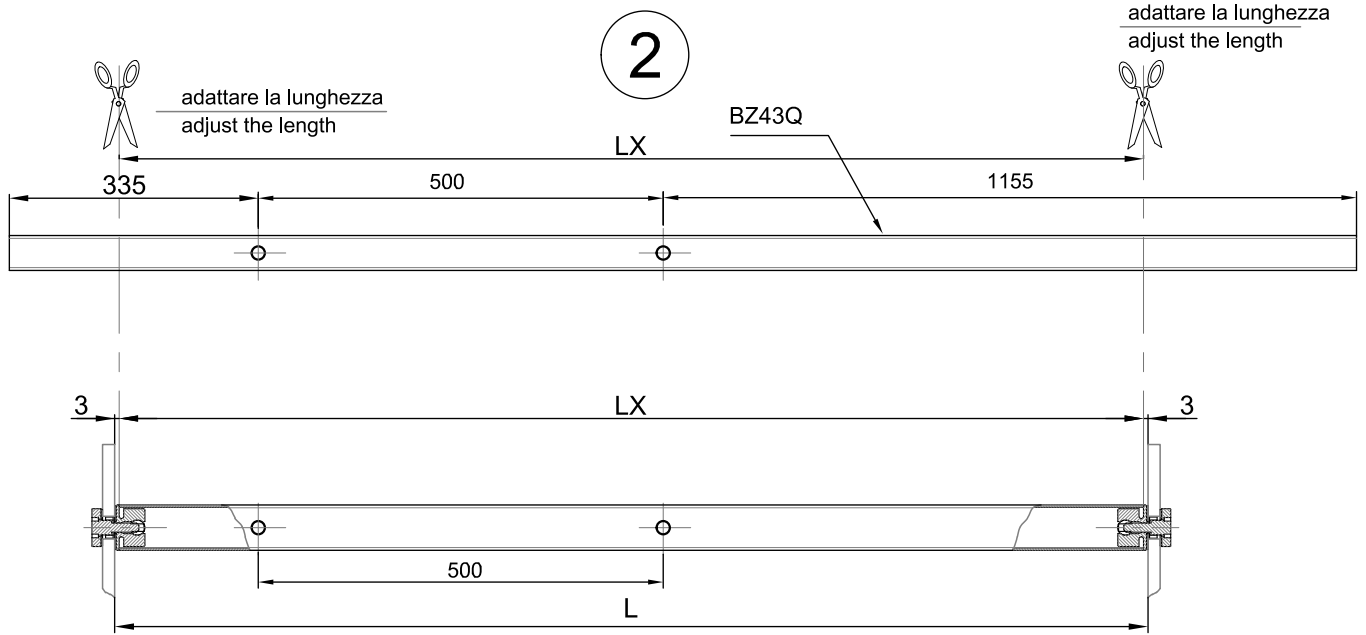 adattare la lunghezza
adjust the length
2
adattare la lunghezza
adjust the length
BZ43Q
LX
335
500
1155
3
LX
3
500
L